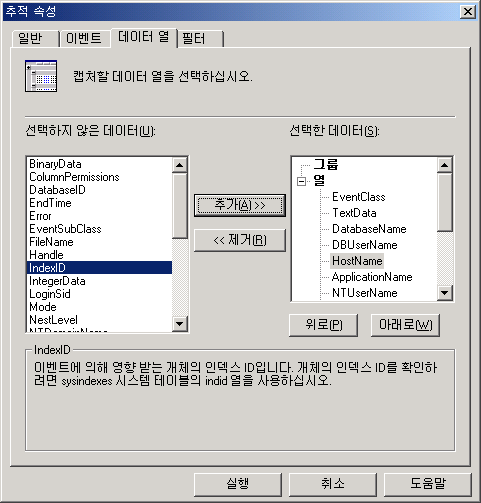 추적 속성
일반
이벤트
데이터 열
필터
캡처할 데이터 열을 선택하십시오.
선택하지 않은 데이터(U):
BinaryData
ColumnPermissions
DatabaseID
EndTime
Error
EventSubClass
FileName
Handle
IndexID
IntegerData
LoginSid
Mode
NestLevel
NTDomainName
추가(A) >>
<< 제거(R)
선택한 데이터(S):
그룹
열
EventClass
TextData
DatabaseName
DBUserName
HostName
ApplicationName
NTUserName
위로(P)
아래로(W)
IndexID
이벤트에 의해 영향 받는 개체의 인덱스 ID입니다. 개체의 인덱스 ID를 확인하
려면 sysindexes 시스템 테이블의 indid 열을 사용하십시오.
실행
취소
도움말